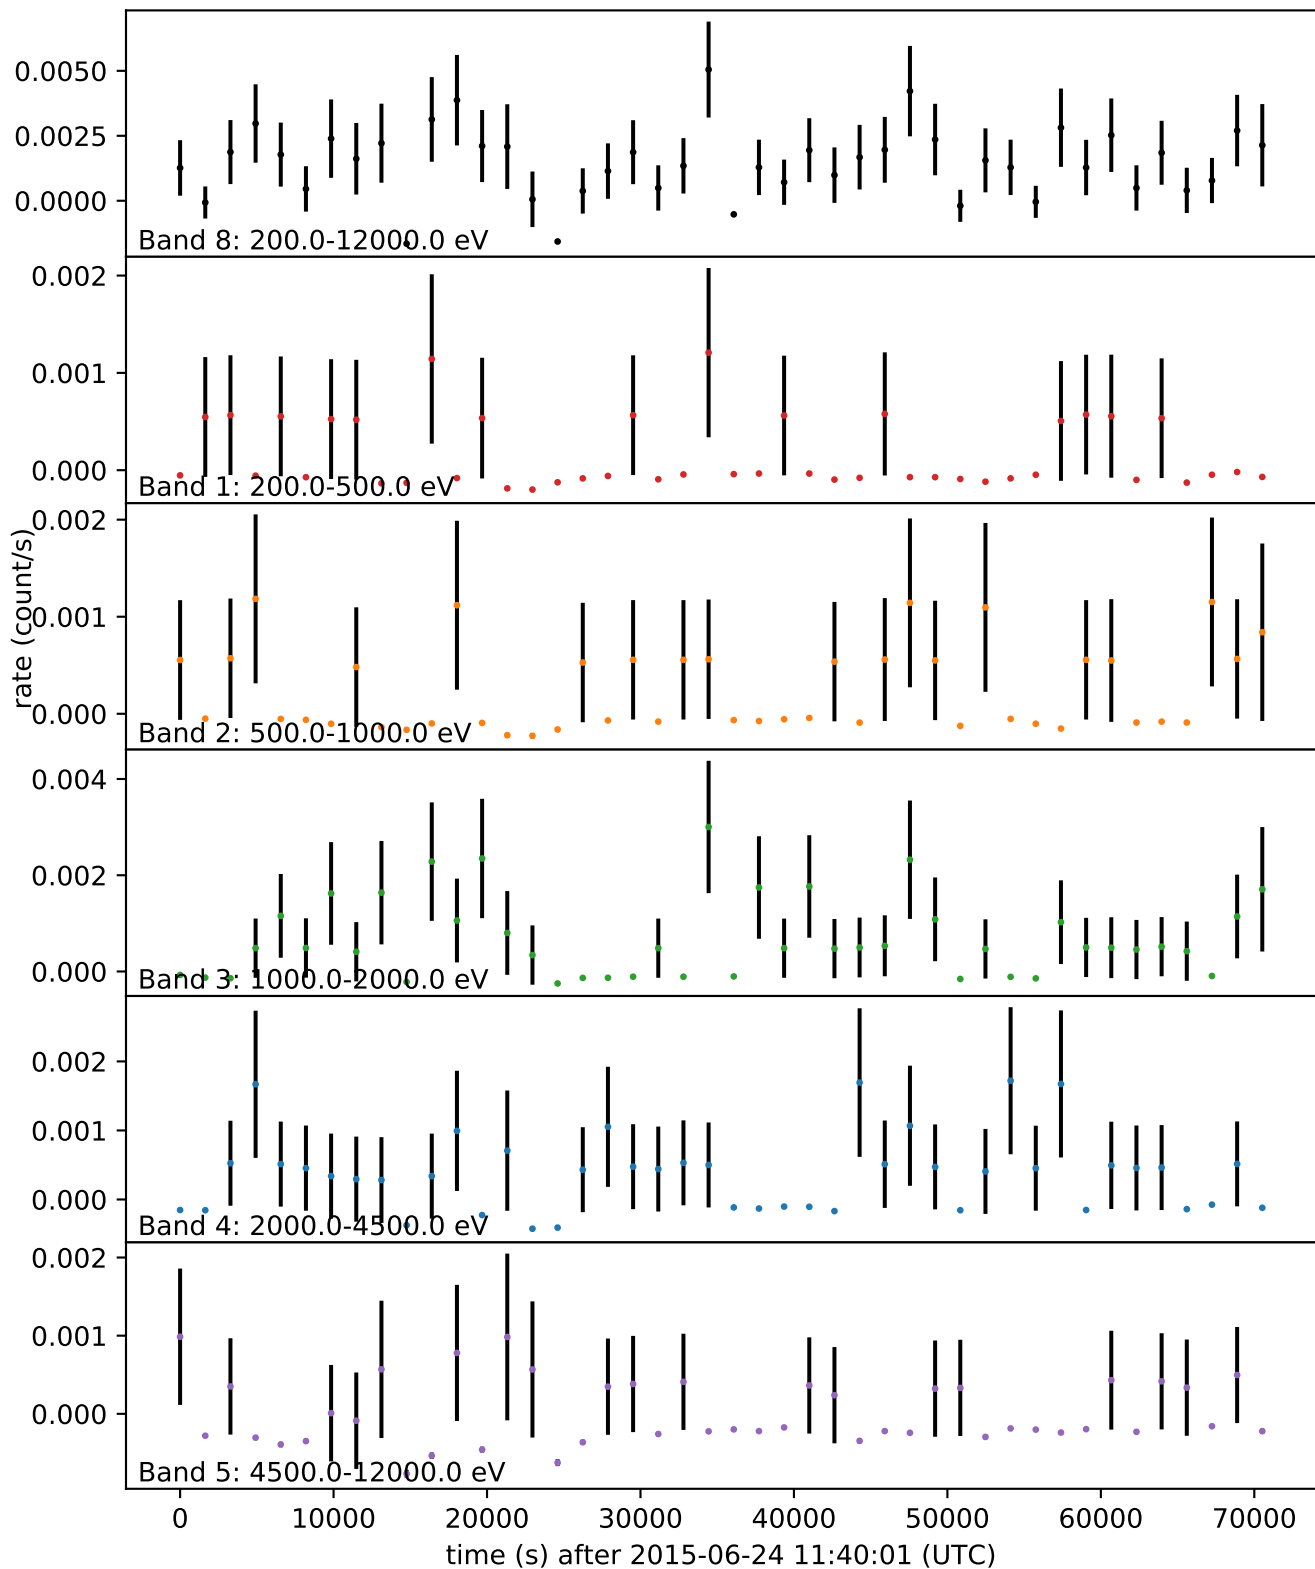 0.0050
0.0025
0.0000
Band 8: 200.0-12000.0 eV
0.002
0.001
0.000
Band 1: 200.0-500.0 eV
rate (count/s)
0.002
0.001
0.000
Band 2: 500.0-1000.0 eV
0.004
0.002
0.000
Band 3: 1000.0-2000.0 eV
0.002
0.001
0.000
Band 4: 2000.0-4500.0 eV
0.002
0.001
0.000
Band 5: 4500.0-12000.0 eV
0 10000 20000 30000 40000 50000 60000 70000
time (s) after 2015-06-24 11:40:01 (UTC)